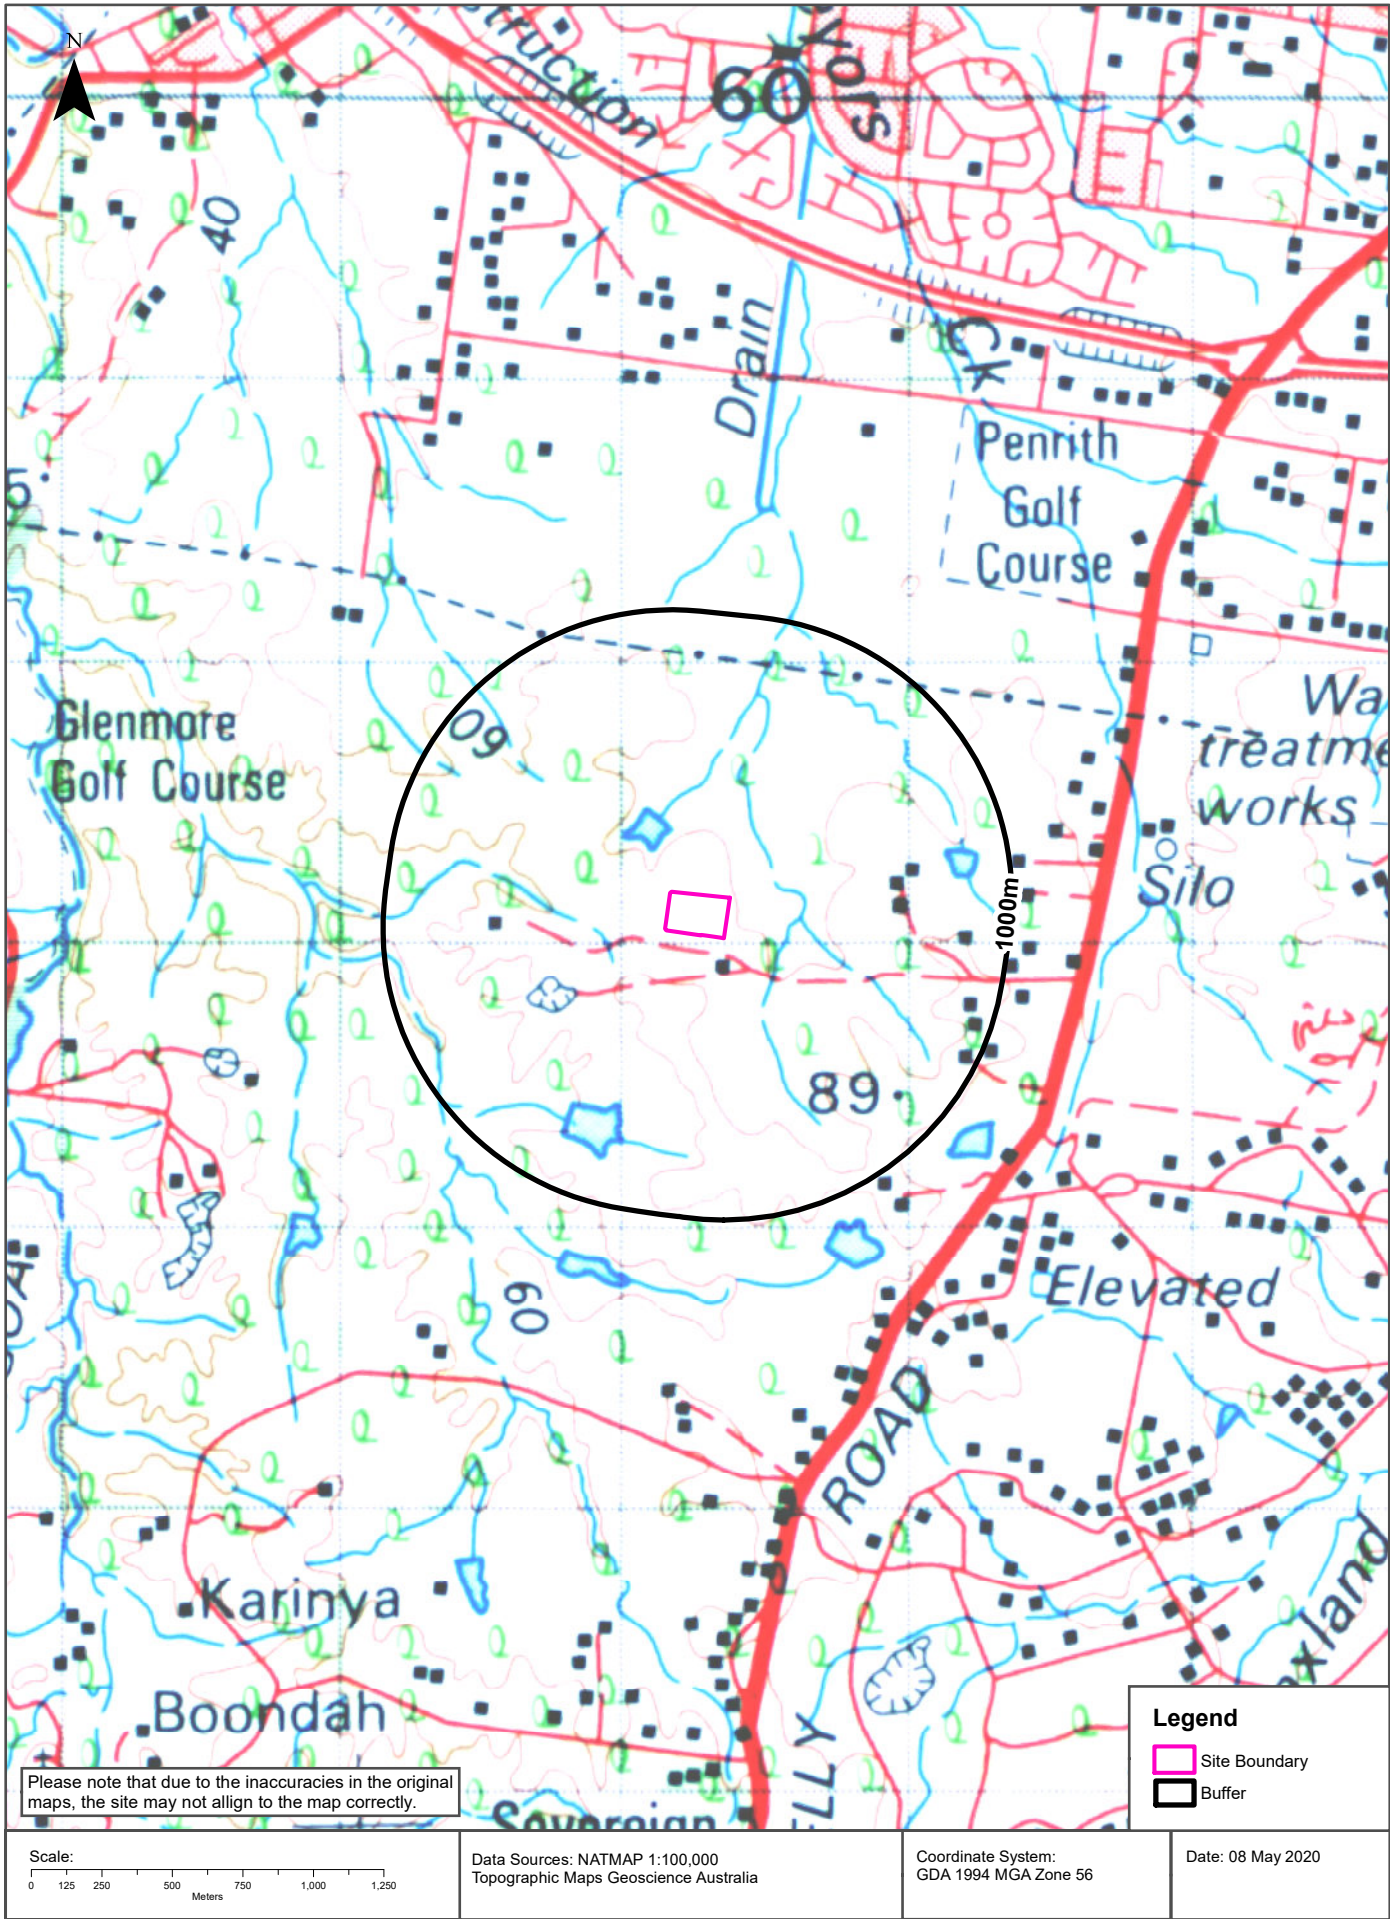 N
60
40
Drain
Ck
Penrith
Golf
Course
Glenmore
Golf Course
60
treatme
works
Silo
1000m
89
60
Elevated
ROAD
Karinya
Boondah
Legend
Site Boundary
Buffer
Please note that due to the inaccuracies in the original
maps, the site may not allign to the map correctly.
Scale:
0 125 250 500 750 1,000 1,250
Meters
Data Sources: NATMAP 1:100,000
Topographic Maps Geoscience Australia
Coordinate System:
GDA 1994 MGA Zone 56
Date: 08 May 2020